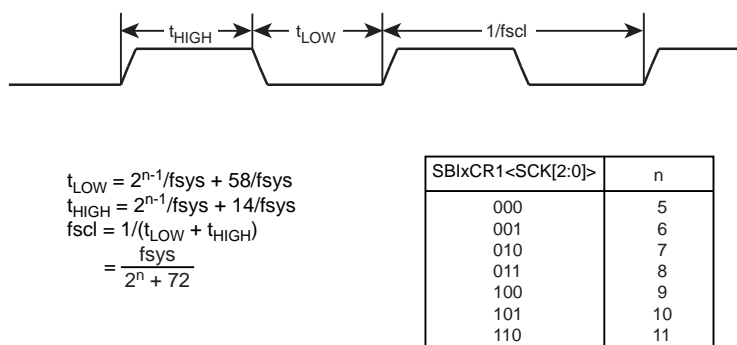 tHIGH tLOW 1/fscl
tLOW = 2n-1/fsys + 58/fsys
tHIGH = 2n-1/fsys + 14/fsys
fscl = 1/(tLOW + tHIGH)
= fsys
2n + 72
SBIxCR1<SCK[2:0]> n
000 5
001 6
010 7
011 8
100 9
101 10
110 11